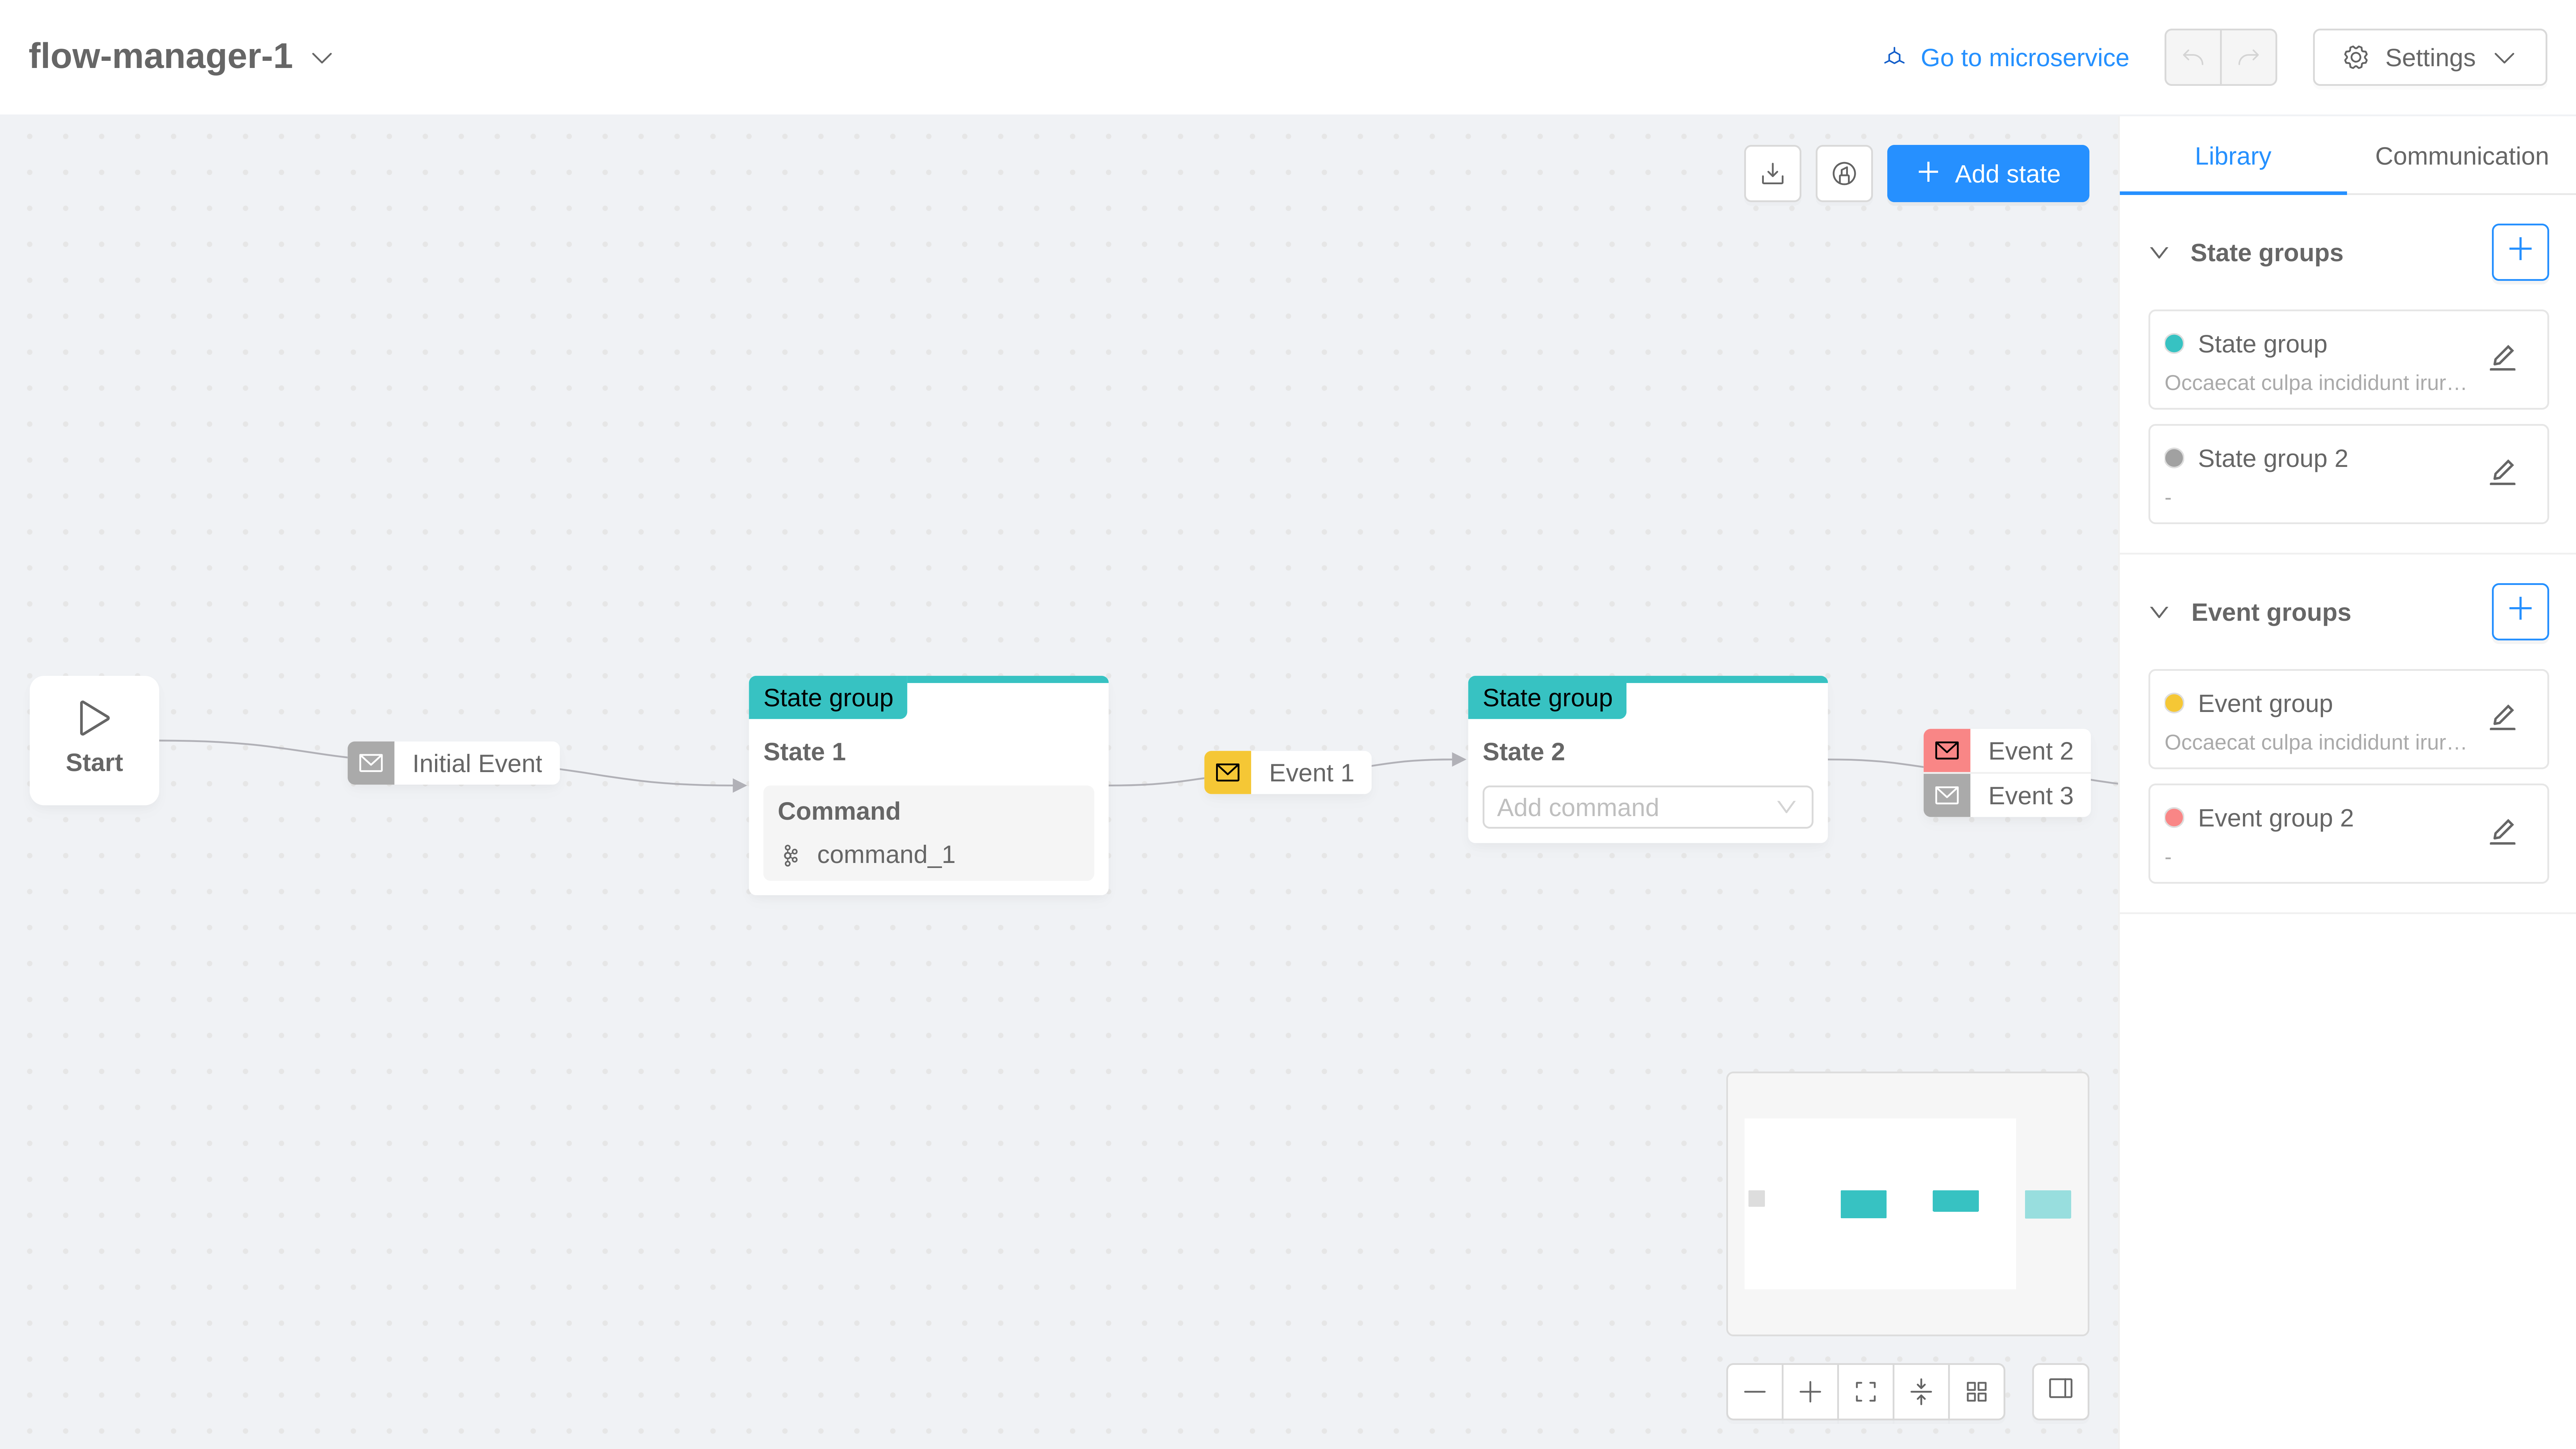 flow-manager-1
Go to microservice
Settings
Add state
Library
Communication
State groups
State group
Occaecat culpa incididunt irur…
State group 2
-
Event groups
Event group
Occaecat culpa incididunt irur…
Event group 2
-
Start
Initial Event
State group
State 1
Command
command_1
Event 1
State group
State 2
Add command
Event 2
Event 3